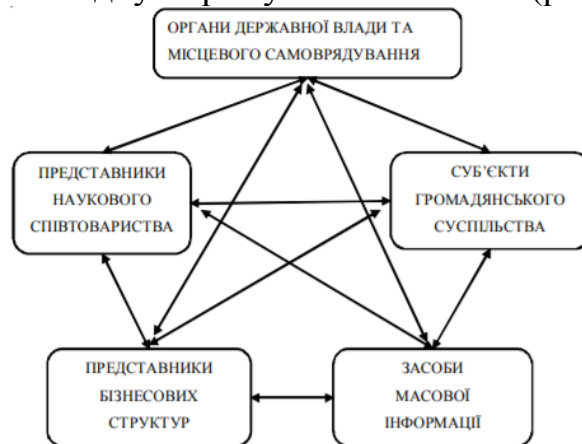 ОРГАНИ ДЕРЖАВНОЇ ВЛАДИ ТА
МІСЦЕВОГО САМОВРЯДУВАННЯ
ПРЕДСТАВНИКИ
НАУКОВОГО
СПІВТОВАРИСТВА
СУБ’ЄКТИ
ГРОМАДЯНСЬКОГО
СУСПІЛЬСТВА
ПРЕДСТАВНИКИ
БІЗНЕСОВИХ
СТРУКТУР
ЗАСОБИ
МАСОВОЇ
ІНФОРМАЦІЇ